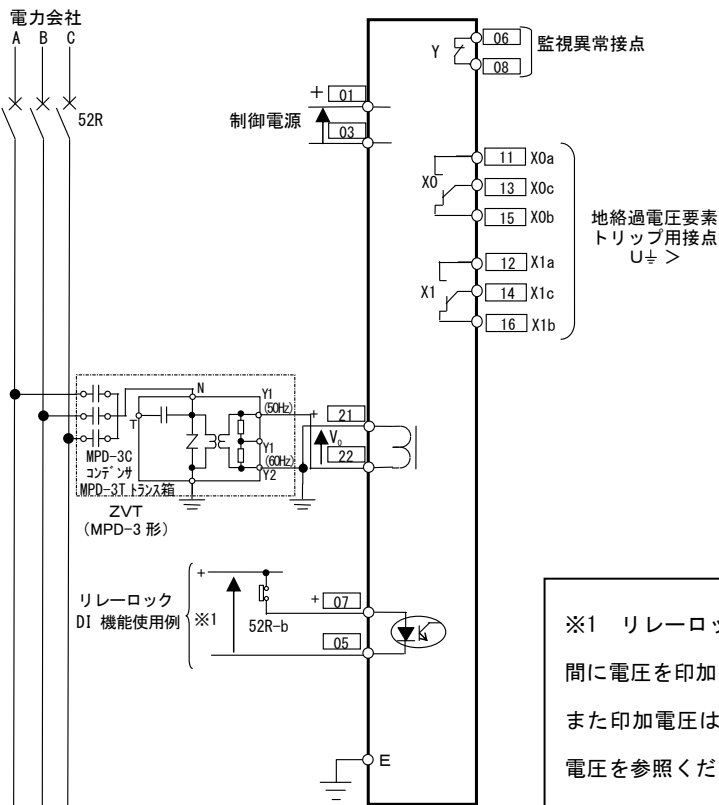 電力会社
A B C
52R
制御電源
+ 01
03
Y
06
08
監視異常接点
X0
11 X0a
13 X0c
15 X0b
X1
12 X1a
14 X1c
16 X1b
地絡過電圧要素
トリップ用接点
U⏚ >
N
T
Y1
(50Hz)
Y1
(60Hz)
Y2
MPD-3C
コンデンサ
MPD-3T トランス箱
ZVT
(MPD-3 形)
+ 21
V₀
22
リレーロック
DI 機能使用例
※1
+
52R-b
+ 07
05
E
※1 リレーロッ
間に電圧を印加
また印加電圧は
電圧を参照くだ